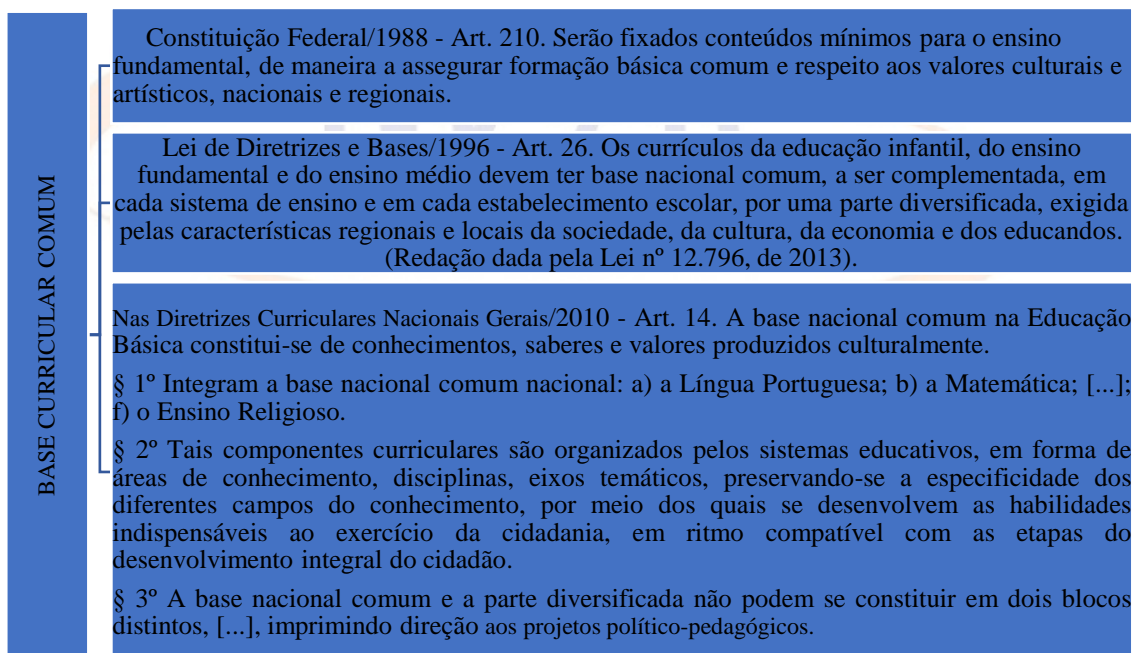 BASE CURRICULAR COMUM
Constituição Federal/1988 - Art. 210. Serão fixados conteúdos mínimos para o ensino
fundamental, de maneira a assegurar formação básica comum e respeito aos valores culturais e
artísticos, nacionais e regionais.
Lei de Diretrizes e Bases/1996 - Art. 26. Os currículos da educação infantil, do ensino
fundamental e do ensino médio devem ter base nacional comum, a ser complementada, em
cada sistema de ensino e em cada estabelecimento escolar, por uma parte diversificada, exigida
pelas características regionais e locais da sociedade, da cultura, da economia e dos educandos.
(Redação dada pela Lei nº 12.796, de 2013).
Nas Diretrizes Curriculares Nacionais Gerais/2010 - Art. 14. A base nacional comum na Educação
Básica constitui-se de conhecimentos, saberes e valores produzidos culturalmente.
§ 1º Integram a base nacional comum nacional: a) a Língua Portuguesa; b) a Matemática; [...];
f) o Ensino Religioso.
§ 2º Tais componentes curriculares são organizados pelos sistemas educativos, em forma de
áreas de conhecimento, disciplinas, eixos temáticos, preservando-se a especificidade dos
diferentes campos do conhecimento, por meio dos quais se desenvolvem as habilidades
indispensáveis ao exercício da cidadania, em ritmo compatível com as etapas do
desenvolvimento integral do cidadão.
§ 3º A base nacional comum e a parte diversificada não podem se constituir em dois blocos
distintos, [...], imprimindo direção aos projetos político-pedagógicos.